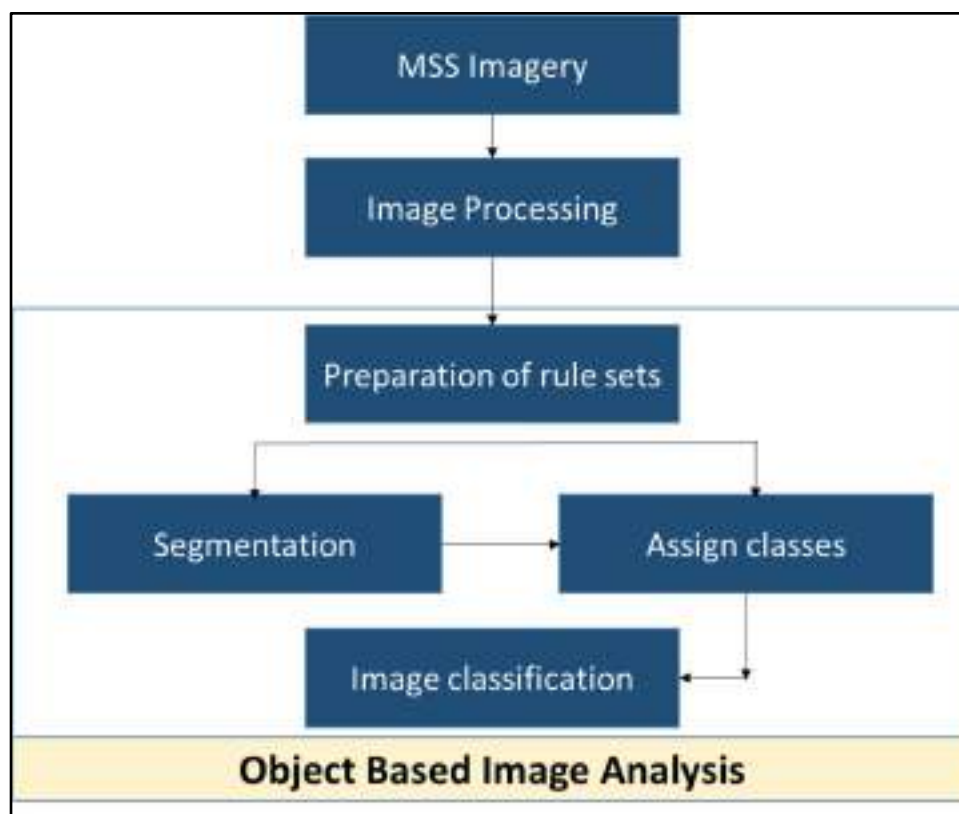 MSS Imagery
Image Processing
Preparation of rule sets
Segmentation
Assign classes
Image classification
Object Based Image Analysis